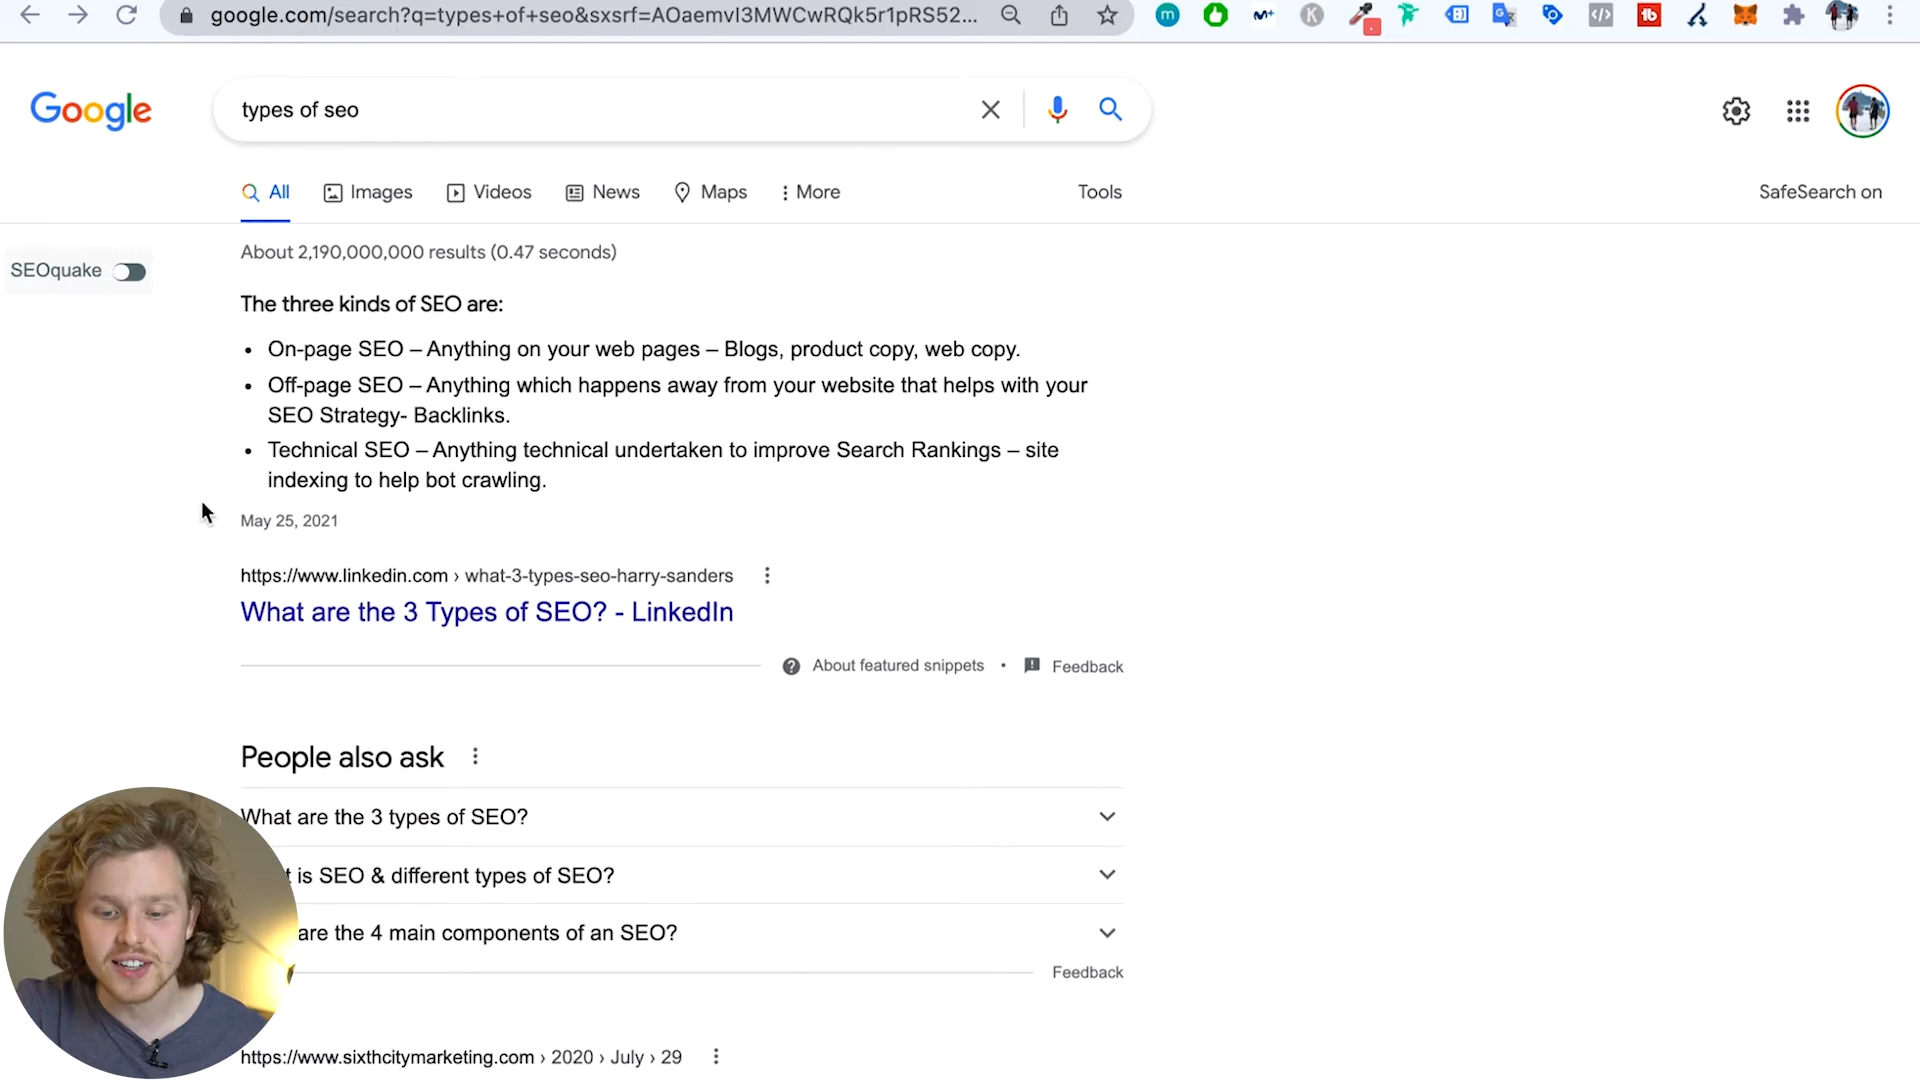 google.com/search?q=types+of+seo&sxsrf=AOaemvI3MWCwRQk5r1pRS52...
Google
types of seo
All
Images
Videos
News
Maps
More
Tools
SafeSearch on
About 2,190,000,000 results (0.47 seconds)
SEOquake
The three kinds of SEO are:
• On-page SEO – Anything on your web pages – Blogs, product copy, web copy.
• Off-page SEO – Anything which happens away from your website that helps with your
SEO Strategy- Backlinks.
• Technical SEO – Anything technical undertaken to improve Search Rankings – site
indexing to help bot crawling.
May 25, 2021
https://www.linkedin.com › what-3-types-seo-harry-sanders
What are the 3 Types of SEO? - LinkedIn
About featured snippets • Feedback
People also ask
What are the 3 types of SEO?
t is SEO & different types of SEO?
are the 4 main components of an SEO?
Feedback
https://www.sixthcitymarketing.com › 2020 › July › 29